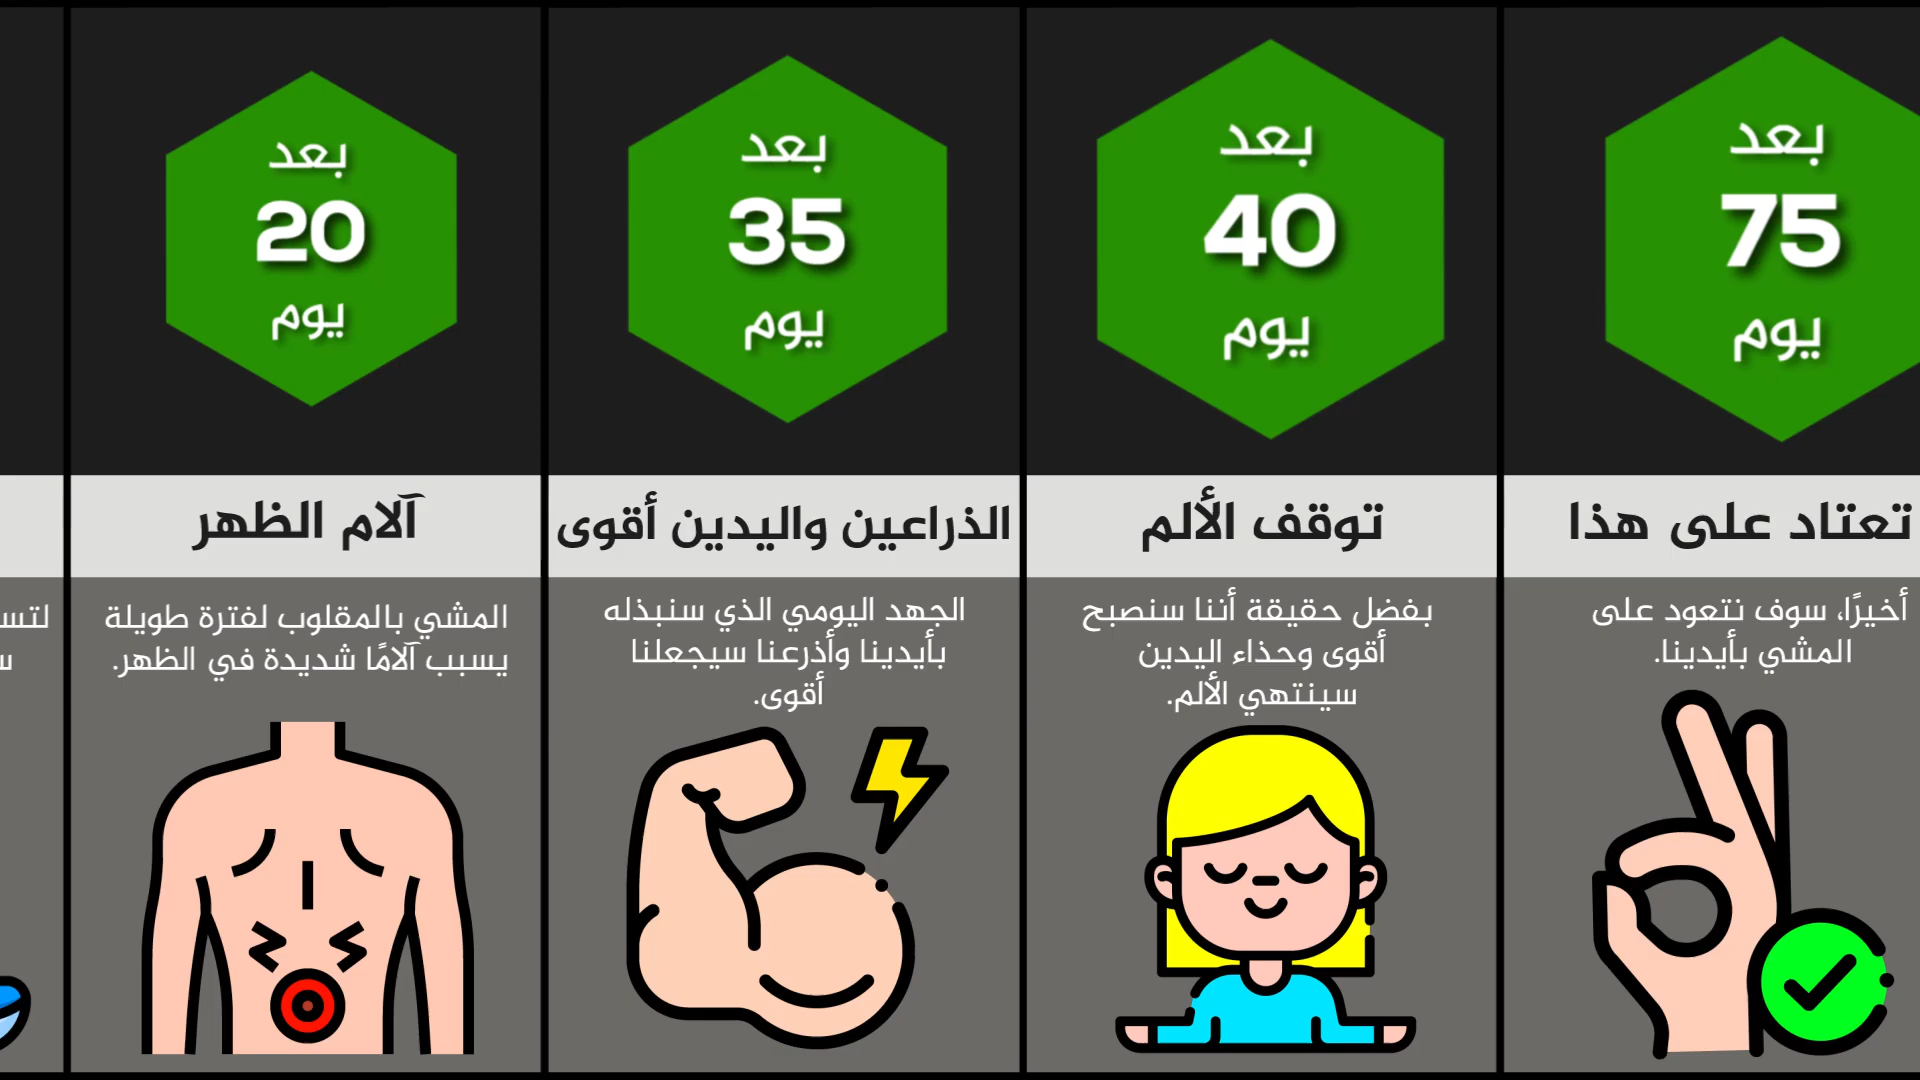 بعد
20
يوم
آلام الظهر
المشي بالمقلوب لفترة طويلة
يسبب آلامًا شديدة في الظهر.
بعد
35
يوم
الذراعين واليدين أقوى
الجهد اليومي الذي سنبذله
بأيدينا وأذرعنا سيجعلنا
أقوى.
بعد
40
يوم
توقف الألم
بفضل حقيقة أننا سنصبح
أقوى وحذاء اليدين
سينتهي الألم.
بعد
75
يوم
تعتاد على هذا
أخيرًا، سوف نتعود على
المشي بأيدينا.